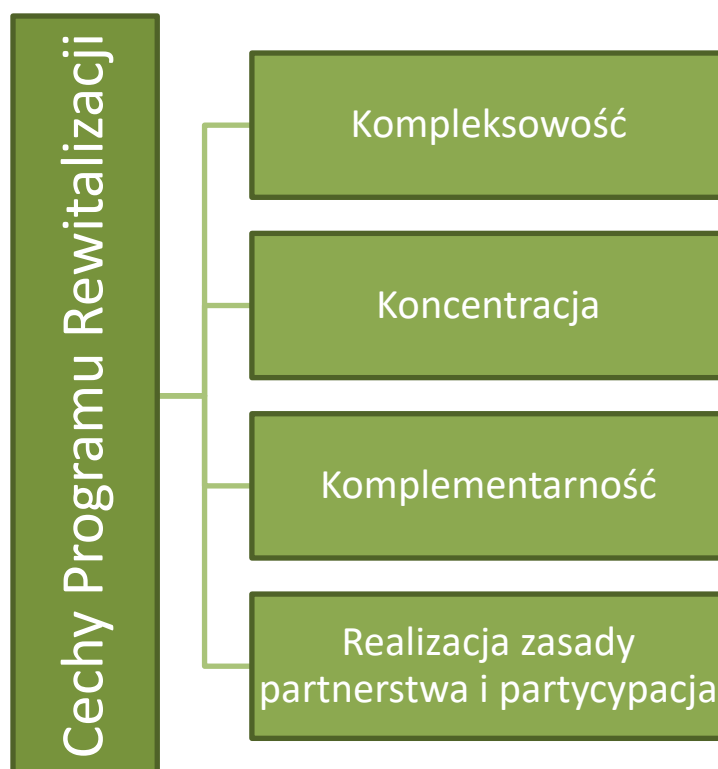 Cechy Programu Rewitalizacji
Kompleksowość
Koncentracja
Komplementarność
Realizacja zasady
partnerstwa i partycypacja